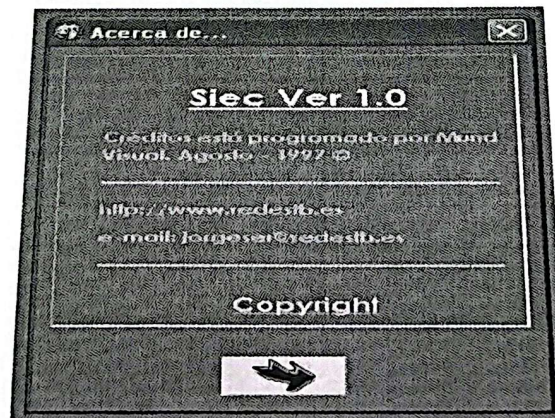 Acerca de...
Siec Ver 1.0
Créditos está programado por Mund
Visual. Agosto - 1997 ©
http://www.redestb.es
e-mail: jorgeser@redestb.es
Copyright